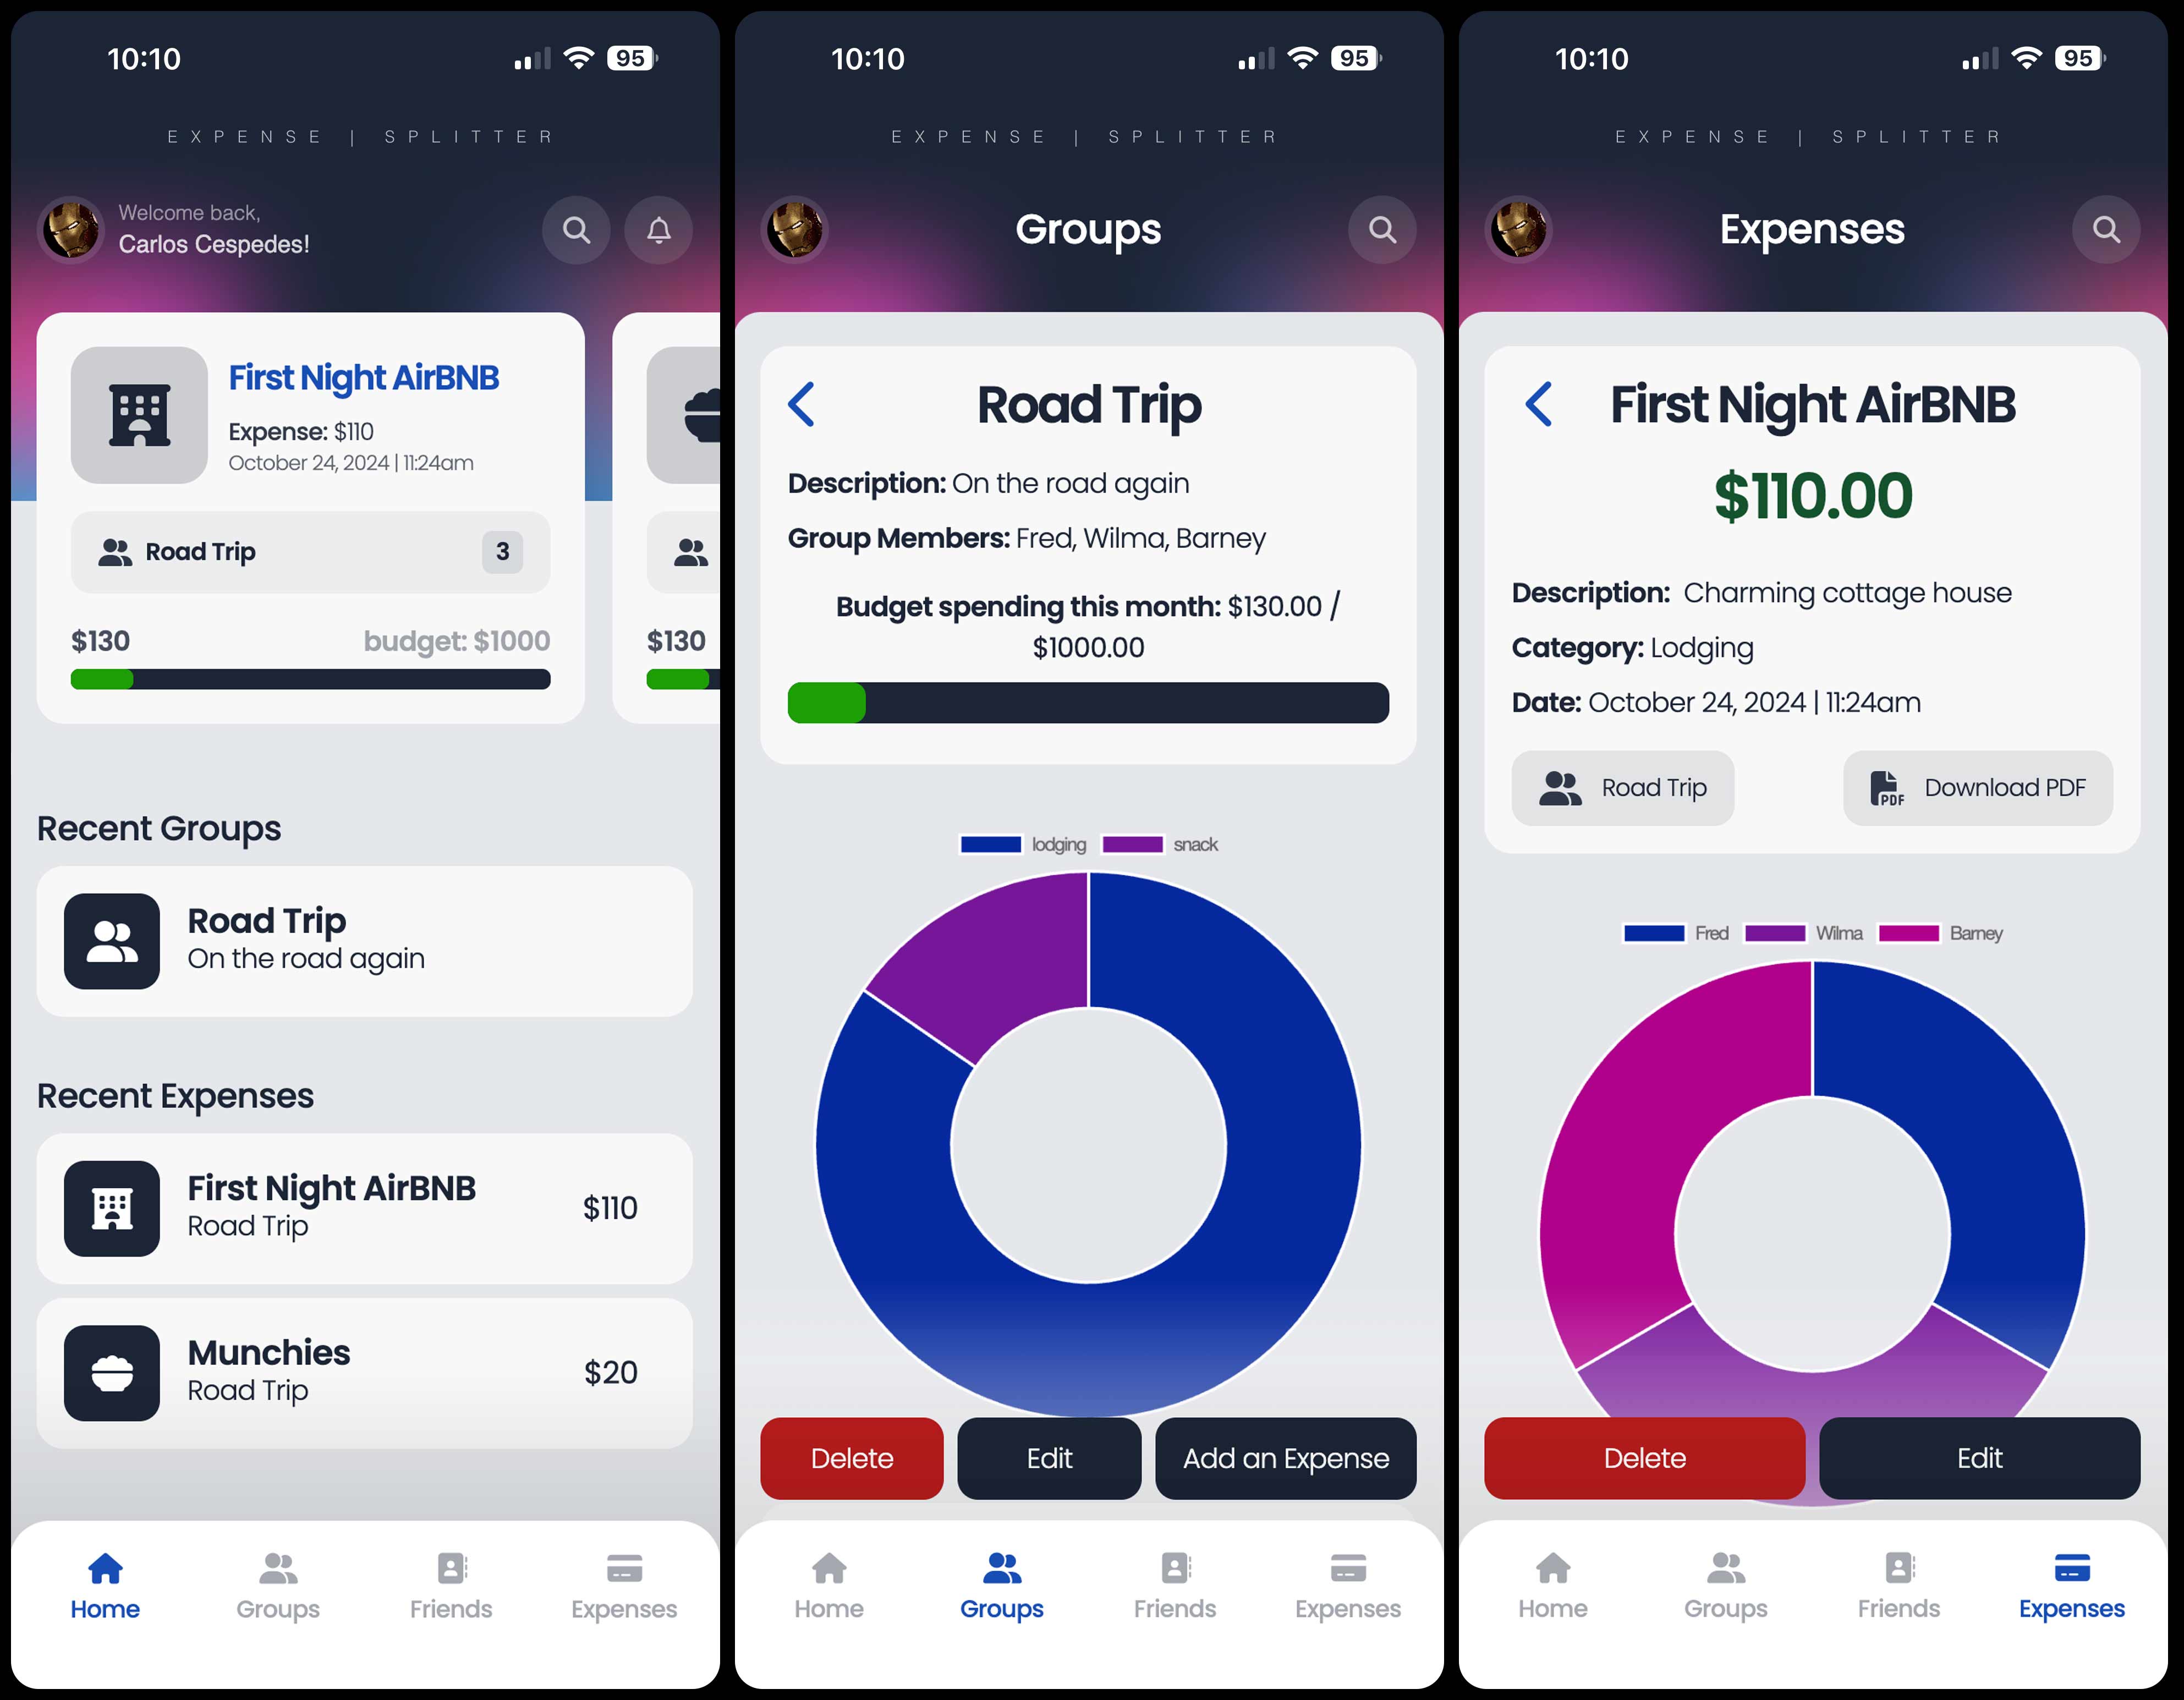 10:10
95
EXPENSE | SPLITTER
Welcome back,
Carlos Cespedes!
First Night AirBNB
Expense: $110
October 24, 2024 | 11:24am
Road Trip
3
$130
budget: $1000
$130
Recent Groups
Road Trip
On the road again
Recent Expenses
First Night AirBNB
Road Trip
$110
Munchies
Road Trip
$20
Home
Groups
Friends
Expenses
10:10
95
EXPENSE | SPLITTER
Groups
Road Trip
Description: On the road again
Group Members: Fred, Wilma, Barney
Budget spending this month: $130.00 /
$1000.00
lodging
snack
Delete
Edit
Add an Expense
Home
Groups
Friends
Expenses
10:10
95
EXPENSE | SPLITTER
Expenses
First Night AirBNB
$110.00
Description: Charming cottage house
Category: Lodging
Date: October 24, 2024 | 11:24am
Road Trip
PDF
Download PDF
Fred
Wilma
Barney
Delete
Edit
Home
Groups
Friends
Expenses